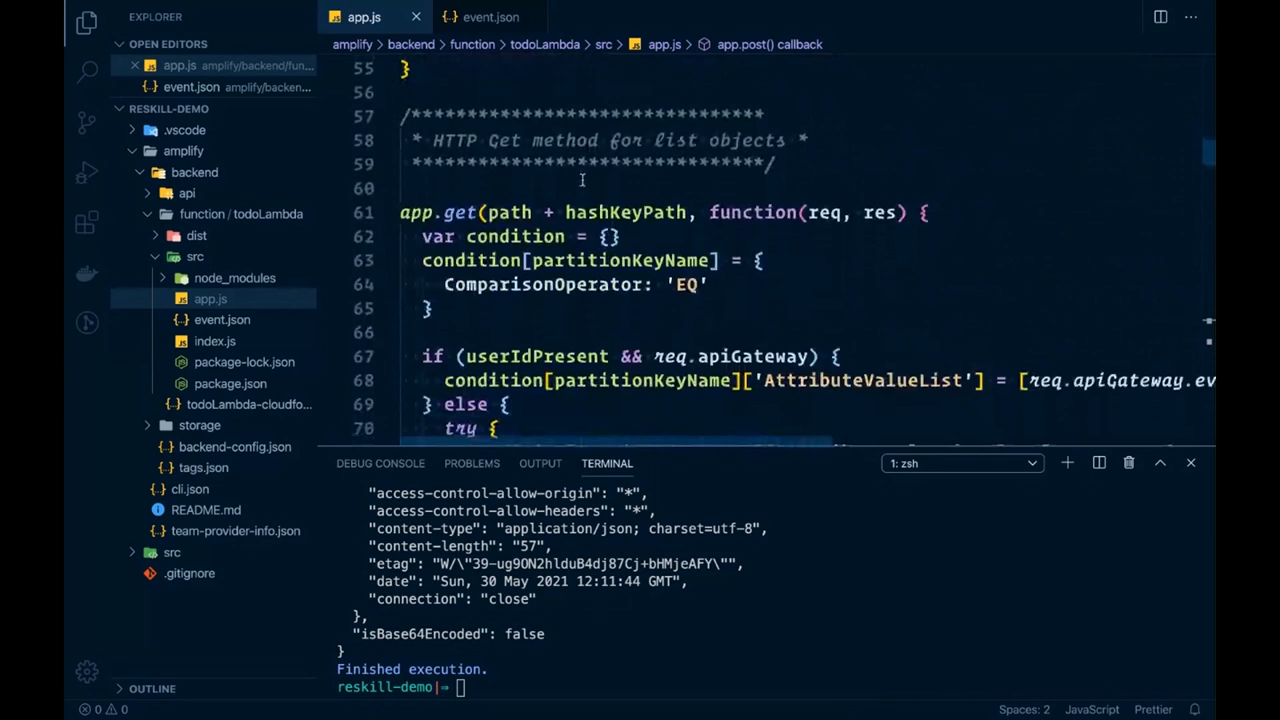 EXPLORER
OPEN EDITORS
app.js amplify/backend/fun...
event.json amplify/backen...
RESKILL-DEMO
.vscode
amplify
backend
api
function / todoLambda
dist
src
node_modules
app.js
event.json
index.js
package-lock.json
package.json
todoLambda-cloudfo...
storage
backend-config.json
tags.json
cli.json
README.md
team-provider-info.json
src
.gitignore
OUTLINE
app.js
event.json
amplify > backend > function > todoLambda > src > app.js > app.post() callback
55 }
56
57 /*******************************
58 * HTTP Get method for list objects *
59 ********************************/
60
61 app.get(path + hashKeyPath, function(req, res) {
62 var condition = {}
63 condition[partitionKeyName] = {
64 ComparisonOperator: 'EQ'
65 }
66
67 if (userIdPresent && req.apiGateway) {
68 condition[partitionKeyName]['AttributeValueList'] = [req.apiGateway.ev
69 } else {
70 try {
DEBUG CONSOLE PROBLEMS OUTPUT TERMINAL 1: zsh
"access-control-allow-origin": "*",
"access-control-allow-headers": "*",
"content-type": "application/json; charset=utf-8",
"content-length": "57",
"etag": "W/\"39-ug9ON2hlduB4dj87Cj+bHMjeAFY\"",
"date": "Sun, 30 May 2021 12:11:44 GMT",
"connection": "close"
},
"isBase64Encoded": false
}
Finished execution.
reskill-demo|⇒
0 0 Spaces: 2 JavaScript Prettier